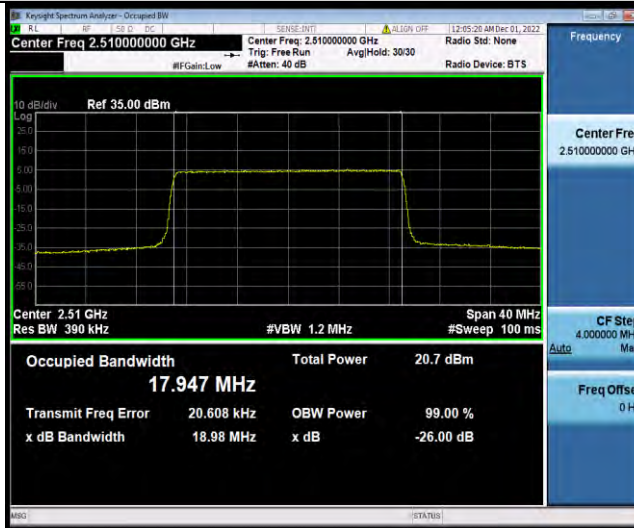 Keysight Spectrum Analyzer - Occupied BW
RL RF 50 Ω DC SENSE:INT ALIGN OFF 12:05:20 AM Dec 01, 2022
Center Freq 2.510000000 GHz Center Freq: 2.510000000 GHz Radio Std: None
Trig: Free Run Avg|Hold: 30/30
#IFGain:Low #Atten: 40 dB Radio Device: BTS
10 dB/div Ref 35.00 dBm
Log
25.0
15.0
5.00
-5.00
-15.0
-25.0
-35.0
-45.0
-55.0
Center 2.51 GHz Span 40 MHz
Res BW 390 kHz #VBW 1.2 MHz #Sweep 100 ms
Occupied Bandwidth Total Power 20.7 dBm
17.947 MHz
Transmit Freq Error 20.608 kHz OBW Power 99.00 %
x dB Bandwidth 18.98 MHz x dB -26.00 dB
MSG STATUS
Frequency
Center Fre
2.510000000 GH
CF Ste
4.000000 MH
Auto Ma
Freq Offse
0 H